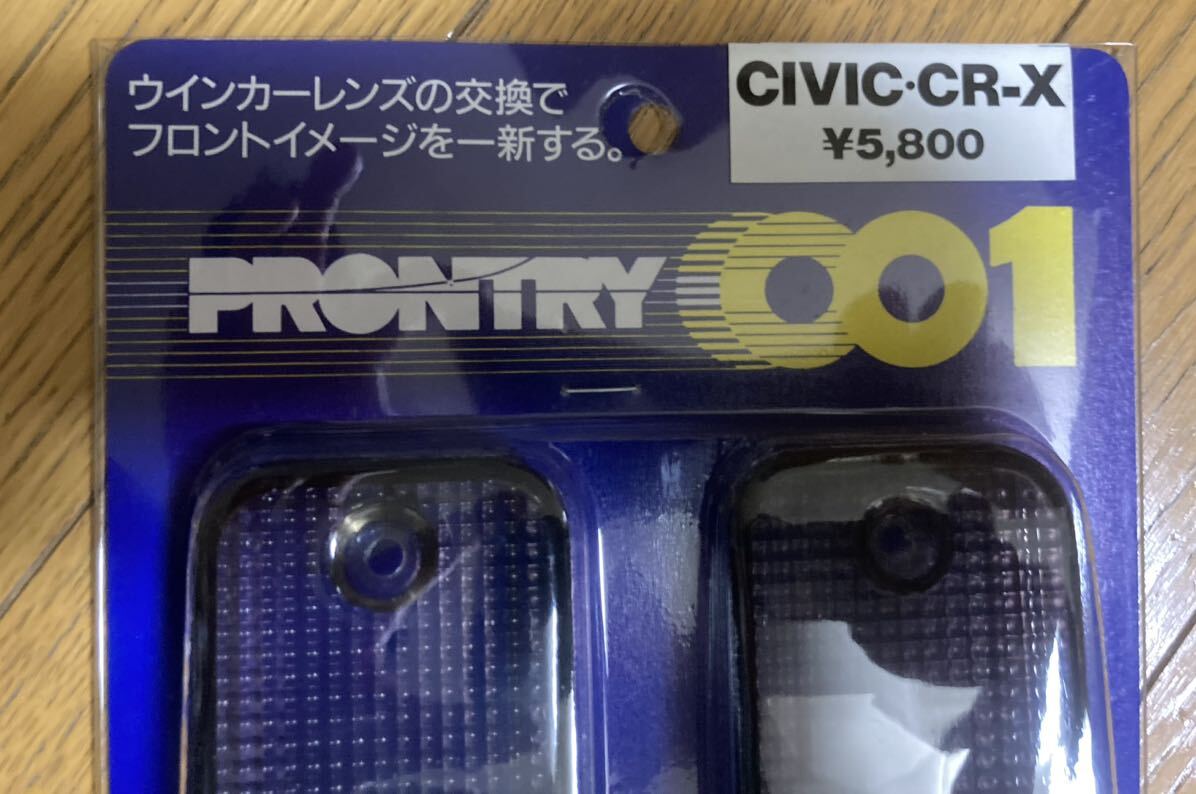 ウインカーレンズの交換で
フロントイメージを一新する。
CIVIC·CR-X
¥5,800
PRONTRY 001